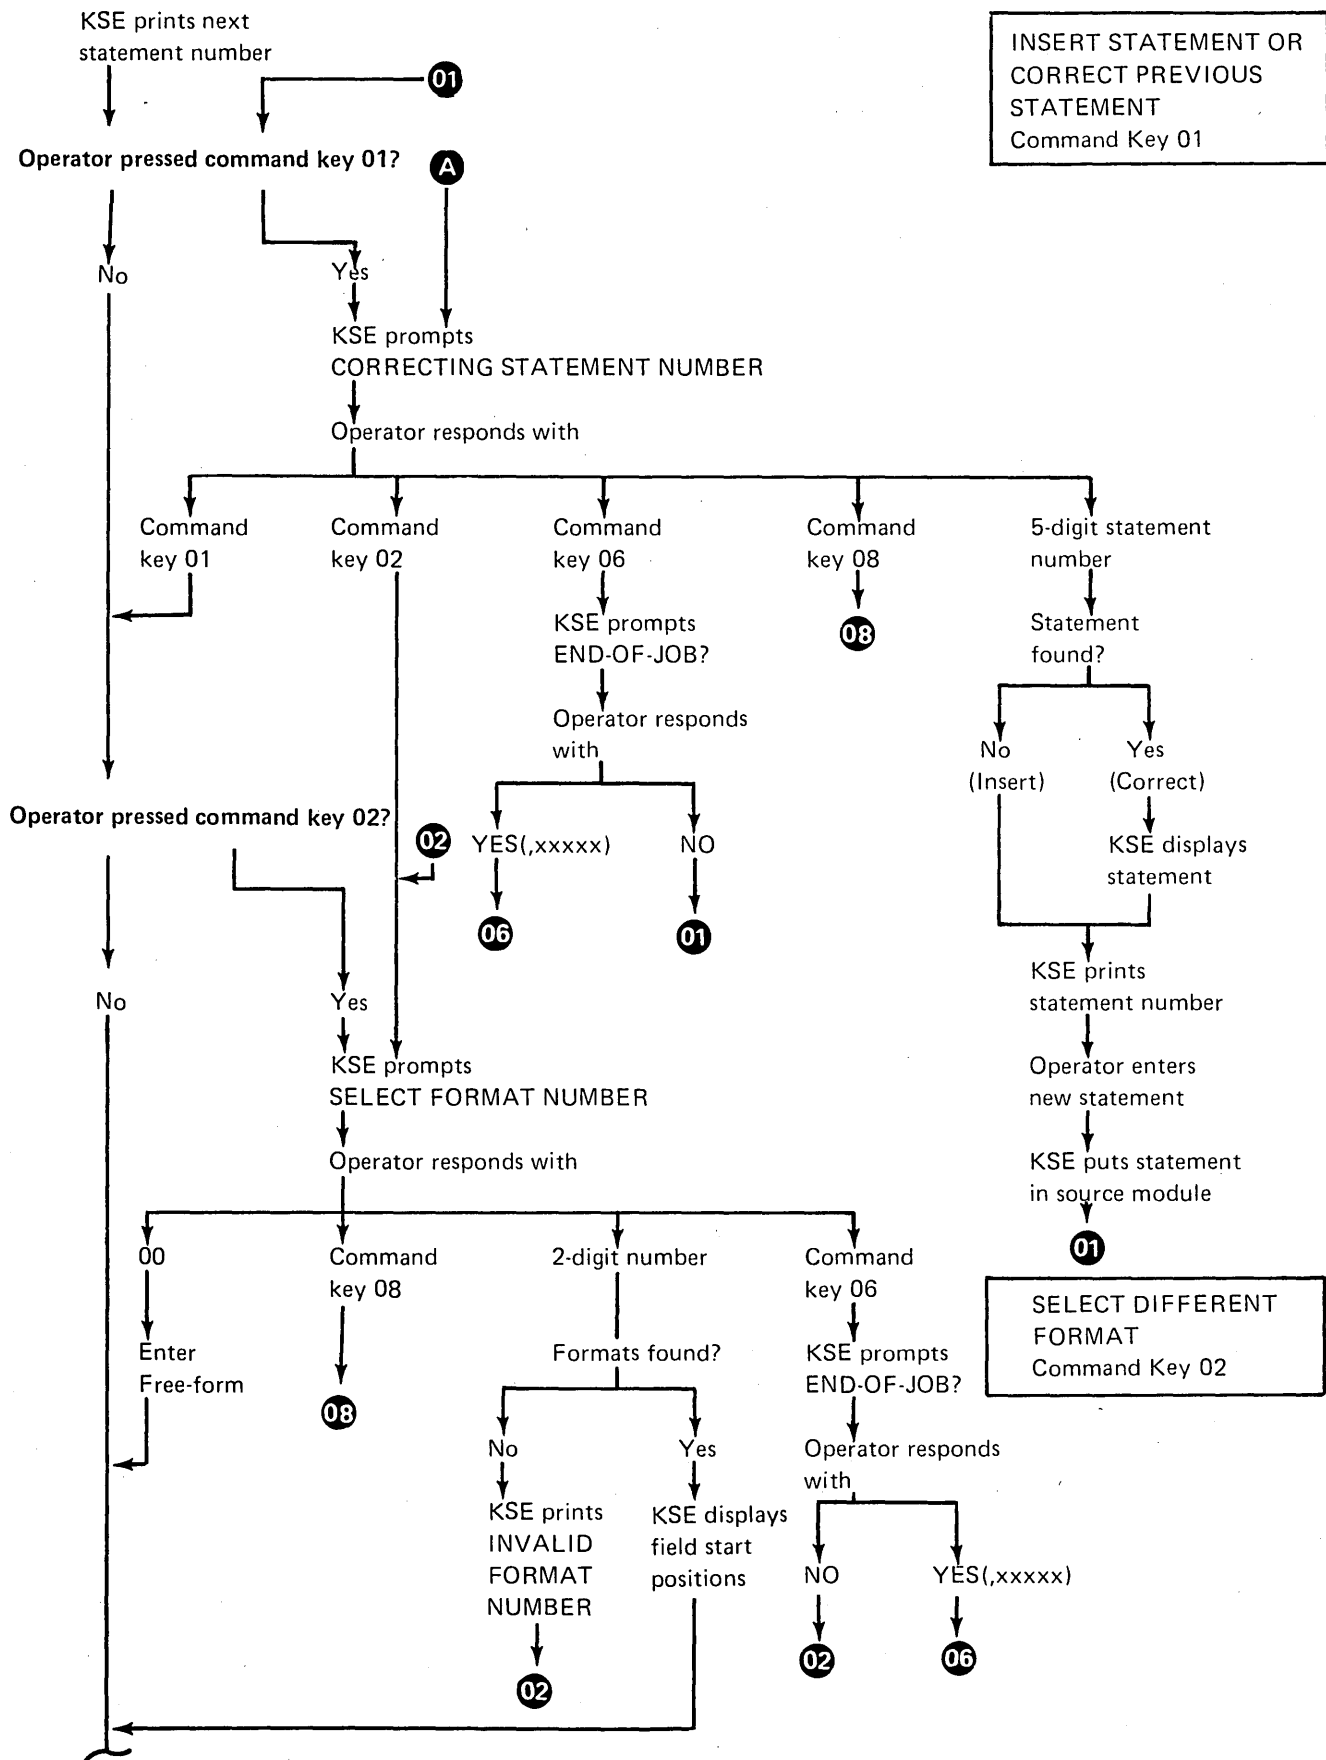 KSE prints next
statement number
INSERT STATEMENT OR
CORRECT PREVIOUS
STATEMENT
Command Key 01
01
Operator pressed command key 01?
A
No
Yes
KSE prompts
CORRECTING STATEMENT NUMBER
Operator responds with
Command
key 01
Command
key 02
Command
key 06
Command
key 08
5-digit statement
number
KSE prompts
END-OF-JOB?
08
Statement
found?
Operator responds
with
No
(Insert)
Yes
(Correct)
Operator pressed command key 02?
02
YES(,xxxxx)
NO
KSE displays
statement
06
01
KSE prints
statement number
No
Yes
KSE prompts
SELECT FORMAT NUMBER
Operator enters
new statement
Operator responds with
KSE puts statement
in source module
01
00
Command
key 08
2-digit number
Command
key 06
SELECT DIFFERENT
FORMAT
Command Key 02
Enter
Free-form
08
Formats found?
KSE prompts
END-OF-JOB?
No
Yes
Operator responds
with
KSE prints
INVALID
FORMAT
NUMBER
KSE displays
field start
positions
NO
YES(,xxxxx)
02
02
06